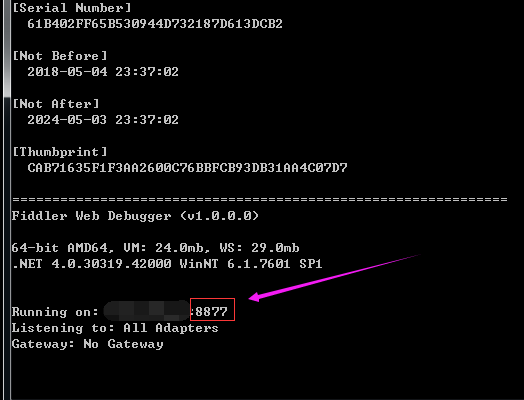 [Serial Number]
61B402FF65B530944D732187D613DCB2
[Not Before]
2018-05-04 23:37:02
[Not After]
2024-05-03 23:37:02
[Thumbprint]
CAB71635F1F3AA2600C76BBFCB93DB31AA4C07D7
==============================================================
Fiddler Web Debugger (v1.0.0.0)
64-bit AMD64, VM: 24.0mb, WS: 29.0mb
.NET 4.0.30319.42000 WinNT 6.1.7601 SP1
Running on: :8877
Listening to: All Adapters
Gateway: No Gateway